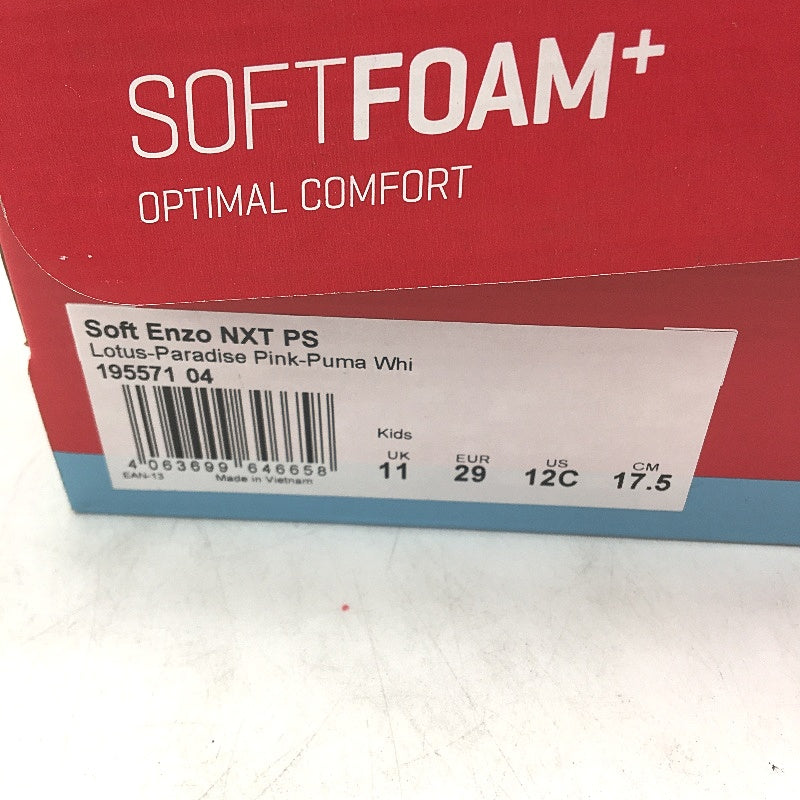 SOFTFOAM+
OPTIMAL COMFORT
Soft Enzo NXT PS
Lotus-Paradise Pink-Puma Whi
195571 04
4 063699 646658
EAN-13
Made in Vietnam
Kids
UK EUR US CM
11 29 12C 17.5